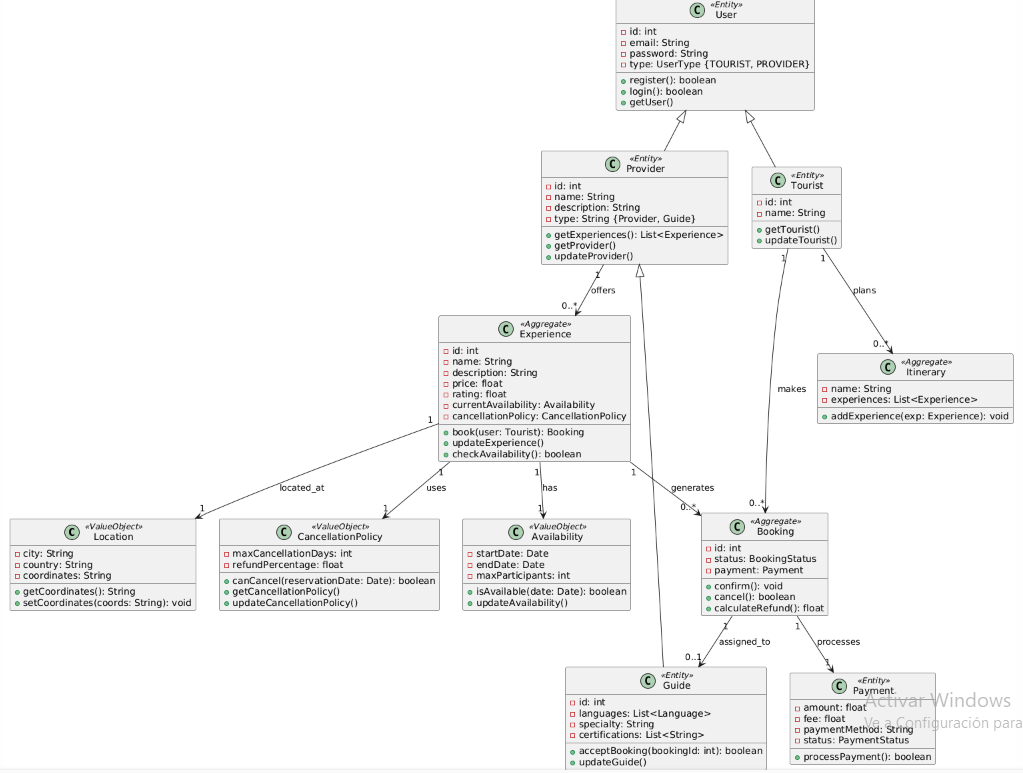 «Entity»
C User
id: int
email: String
password: String
type: UserType {TOURIST, PROVIDER}
register(): boolean
login(): boolean
getUser()
«Entity»
C Provider
id: int
name: String
description: String
type: String {Provider, Guide}
getExperiences(): List<Experience>
getProvider()
updateProvider()
«Entity»
C Tourist
id: int
name: String
getTourist()
updateTourist()
1
offers
0..*
1
1
plans
0..*
makes
0..*
«Aggregate»
C Experience
id: int
name: String
description: String
price: float
rating: float
currentAvailability: Availability
cancellationPolicy: CancellationPolicy
book(user: Tourist): Booking
updateExperience()
checkAvailability(): boolean
«Aggregate»
C Itinerary
name: String
experiences: List<Experience>
addExperience(exp: Experience): void
1
located_at
1
1
uses
1
1
has
1
1
generates
0..*
«ValueObject»
C Location
city: String
country: String
coordinates: String
getCoordinates(): String
setCoordinates(coords: String): void
«ValueObject»
C CancellationPolicy
maxCancellationDays: int
refundPercentage: float
canCancel(reservationDate: Date): boolean
getCancellationPolicy()
updateCancellationPolicy()
«ValueObject»
C Availability
startDate: Date
endDate: Date
maxParticipants: int
isAvailable(date: Date): boolean
updateAvailability()
«Aggregate»
C Booking
id: int
status: BookingStatus
payment: Payment
confirm(): void
cancel(): boolean
calculateRefund(): float
1
assigned_to
0..1
1
processes
1
«Entity»
C Guide
id: int
languages: List<Language>
specialty: String
certifications: List<String>
acceptBooking(bookingId: int): boolean
updateGuide()
«Entity»
C Payment
amount: float
fee: float
paymentMethod: String
status: PaymentStatus
processPayment(): boolean
Activar Windows
Ve a Configuración para